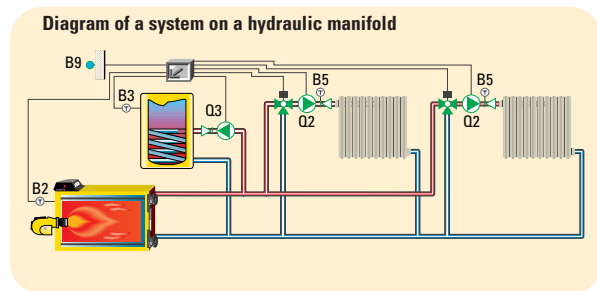 Diagram of a system on a hydraulic manifold
B9
B3
Q3
B5
Q2
B5
Q2
B2
T
T
T
T